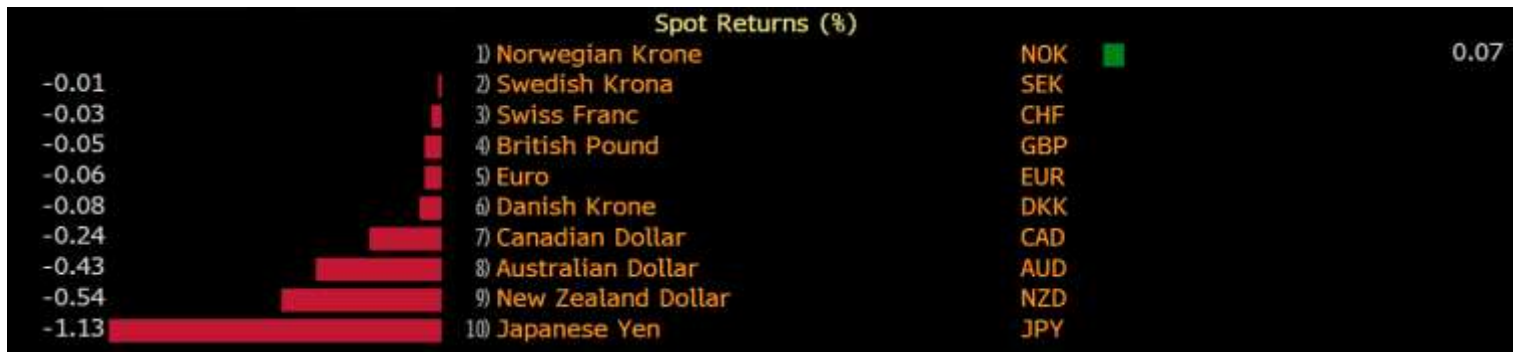 Spot Returns (%)
1) Norwegian Krone NOK 0.07
-0.01 2) Swedish Krona SEK
-0.03 3) Swiss Franc CHF
-0.05 4) British Pound GBP
-0.06 5) Euro EUR
-0.08 6) Danish Krone DKK
-0.24 7) Canadian Dollar CAD
-0.43 8) Australian Dollar AUD
-0.54 9) New Zealand Dollar NZD
-1.13 10) Japanese Yen JPY